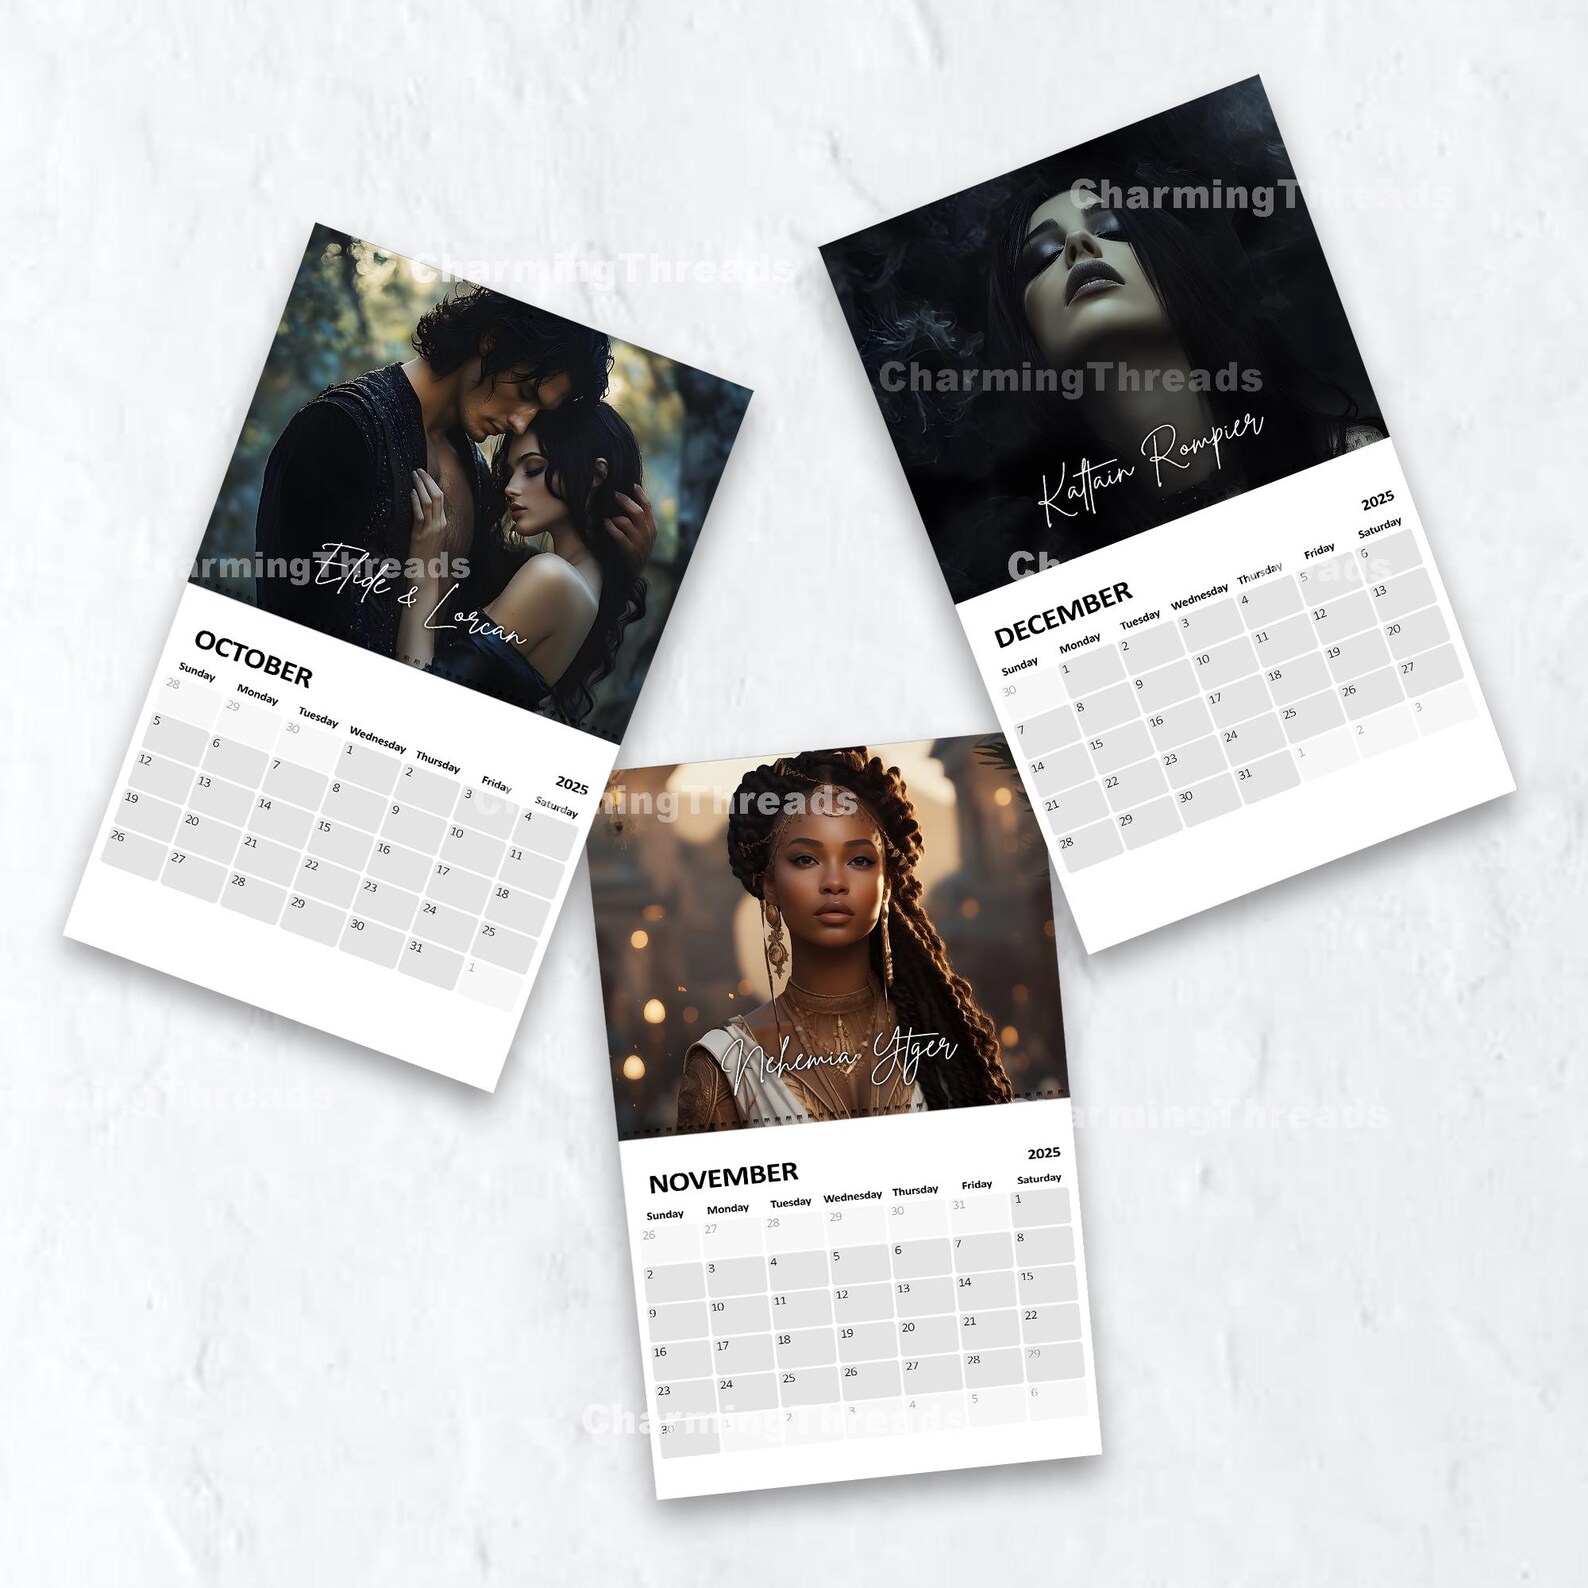 CharmingThreads
Elide & Lorcan
CharmingThreads
OCTOBER
2025
Sunday Monday Tuesday Wednesday Thursday Friday Saturday
28 29 30 1 2 3 4
5 6 7 8 9 10 11
12 13 14 15 16 17 18
19 20 21 22 23 24 25
26 27 28 29 30 31 1
CharmingThreads
CharmingThreads
Kaltain Rompier
CharmingThreads
DECEMBER
2025
Sunday Monday Tuesday Wednesday Thursday Friday Saturday
30 1 2 3 4 5 6
7 8 9 10 11 12 13
14 15 16 17 18 19 20
21 22 23 24 25 26 27
28 29 30 31 1 2 3
CharmingThreads
Nehemia Ytger
CharmingThreads
CharmingThreads
NOVEMBER
2025
Sunday Monday Tuesday Wednesday Thursday Friday Saturday
26 27 28 29 30 31 1
2 3 4 5 6 7 8
9 10 11 12 13 14 15
16 17 18 19 20 21 22
23 24 25 26 27 28 29
30 1 2 3 4 5 6
CharmingThreads